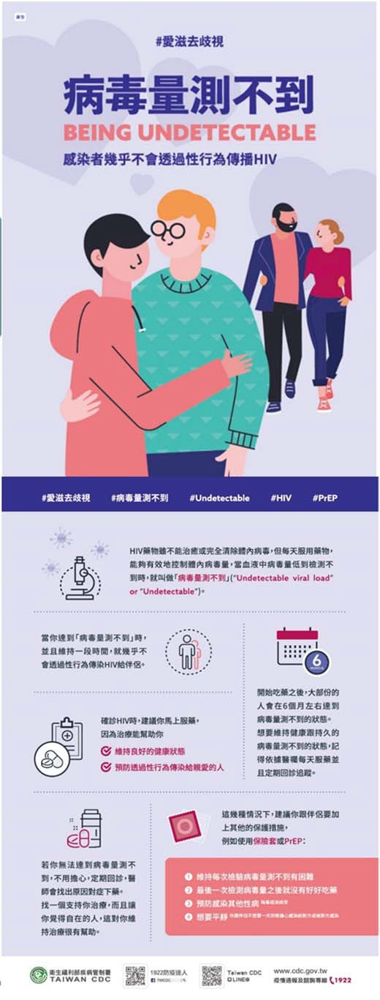 廣告
#愛滋去歧視
病毒量測不到
BEING UNDETECTABLE
感染者幾乎不會透過性行為傳播HIV
#愛滋去歧視 #病毒量測不到 #Undetectable #HIV #PrEP
HIV藥物雖不能治癒或完全清除體內病毒，但每天服用藥物，
能夠有效地控制體內病毒量，當血液中病毒量低到檢測不
到時，就叫做「病毒量測不到」(“Undetectable viral load”
or “Undetectable”)。
當你達到「病毒量測不到」時，
並且維持一段時間，就幾乎不
會透過性行為傳染HIV給伴侶。
6
MONTHS
開始吃藥之後，大部份的
人會在6個月左右達到
病毒量測不到的狀態。
想要維持健康跟持久的
病毒量測不到的狀態，記
得依據醫囑每天服藥並
且定期回診追蹤。
確診HIV時，建議你馬上服藥，
因為治療能幫助你
維持良好的健康狀態
預防透過性行為傳染給親愛的人
若你無法達到病毒量測不
到，不用擔心，定期回診，醫
師會找出原因對症下藥。
找一個支持你治療，而且讓
你覺得自在的人，這對你維
持治療很有幫助。
這幾種情況下，建議你跟伴侶要加
上其他的保護措施，
例如使用保險套或PrEP：
1 維持每次檢驗病毒量測不到有困難
2 最後一次檢測病毒量之後就沒有好好吃藥
3 預防感染其他性病
4 想要平靜
衛生福利部疾病管制署
TAIWAN CDC
1922防疫達人
TWCDC
Taiwan CDC
LINE@
www.cdc.gov.tw
疫情通報及諮詢專線 1922